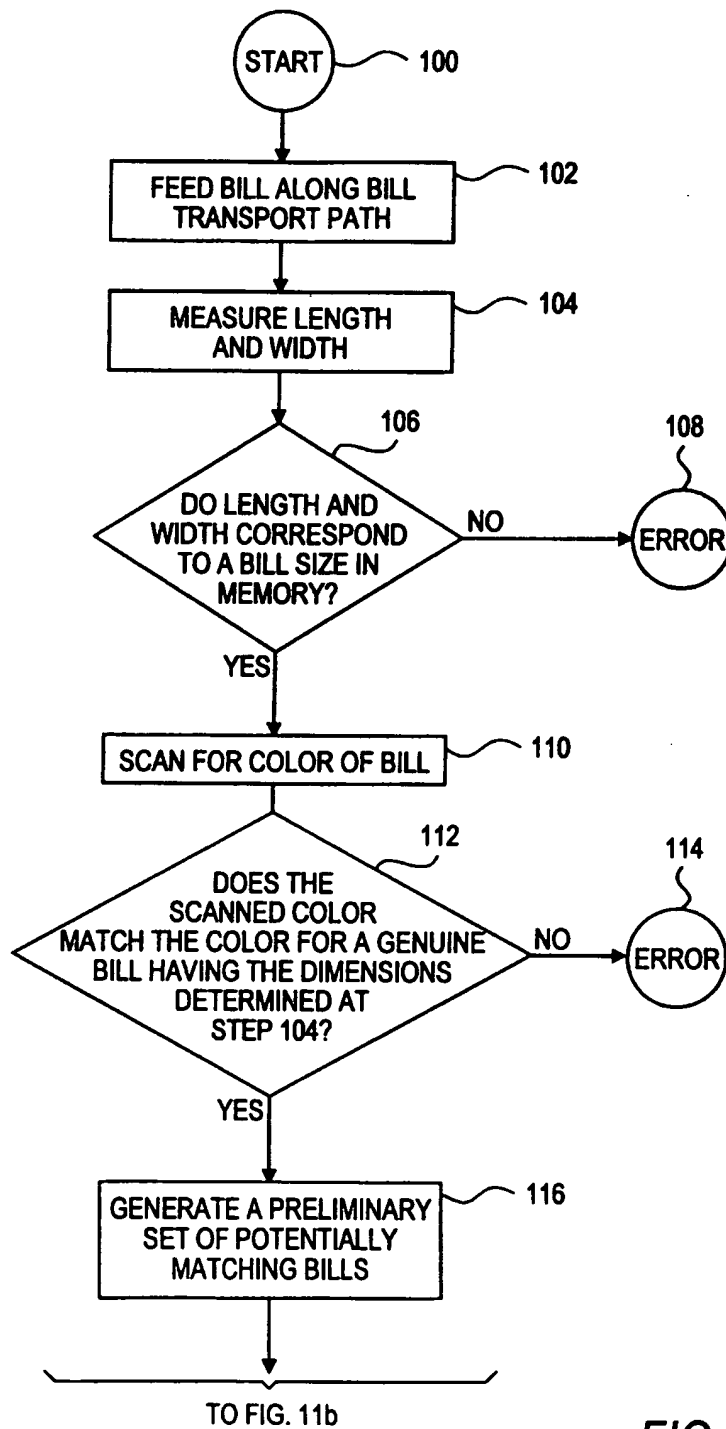 START
100
FEED BILL ALONG BILL
TRANSPORT PATH
102
MEASURE LENGTH
AND WIDTH
104
106
DO LENGTH AND
WIDTH CORRESPOND
TO A BILL SIZE IN
MEMORY?
NO
108
ERROR
YES
SCAN FOR COLOR OF BILL
110
112
DOES THE
SCANNED COLOR
MATCH THE COLOR FOR A GENUINE
BILL HAVING THE DIMENSIONS
DETERMINED AT
STEP 104?
NO
114
ERROR
YES
GENERATE A PRELIMINARY
SET OF POTENTIALLY
MATCHING BILLS
116
TO FIG. 11b